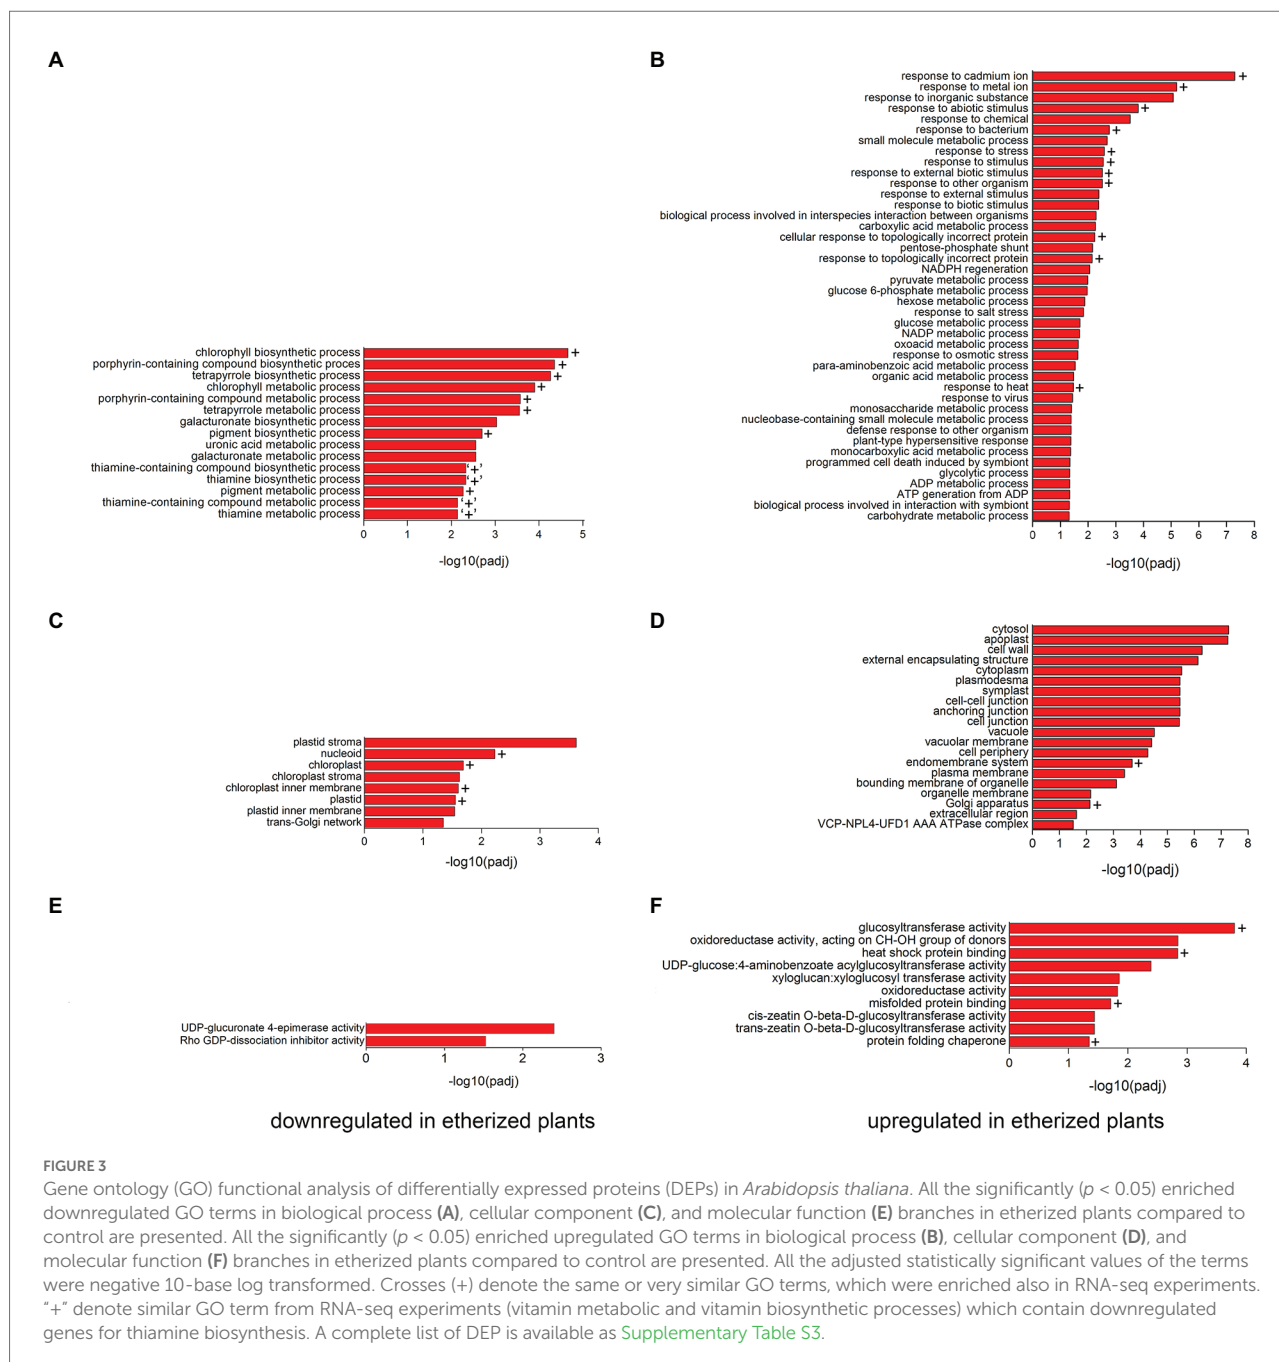 A
chlorophyll biosynthetic process +
porphyrin-containing compound biosynthetic proces +
tetrapyrrole biosynthetic process +
chlorophyll metabolic process +
porphyrin-containing compound metabolic process +
tetrapyrrole metabolic process +
galacturonate biosynthetic process
pigment biosynthetic process +
uronic acid metabolic process
galacturonate metabolic process
thiamine-containing compound biosynthetic process ‘+’
thiamine biosynthetic process ‘+’
pigment metabolic process +
thiamine-containing compound metabolic process ‘+’
thiamine metabolic process ‘+’
0 1 2 3 4 5
-log10(padj)
B
response to cadmium ion +
response to metal ion +
response to inorganic substance
response to abiotic stimulus +
response to chemical
response to bacterium +
small molecule metabolic process
response to stress +
response to stimulus +
response to external biotic stimulus +
response to other organism +
response to external stimulus
response to biotic stimulus
biological process involved in interspecies interaction between organisms
carboxylic acid metabolic process
cellular response to topologically incorrect protein +
pentose-phosphate shunt
response to topologically incorrect protein +
NADPH regeneration
pyruvate metabolic process
glucose 6-phosphate metabolic process
hexose metabolic process
response to salt stress
glucose metabolic process
NADP metabolic process
oxoacid metabolic process
response to osmotic stress
para-aminobenzoic acid metabolic process
organic acid metabolic process
response to heat +
response to virus
monosaccharide metabolic process
nucleobase-containing small molecule metabolic process
defense response to other organism
plant-type hypersensitive response
monocarboxylic acid metabolic process
programmed cell death induced by symbiont
glycolytic process
ADP metabolic process
ATP generation from ADP
biological process involved in interaction with symbiont
carbohydrate metabolic process
0 1 2 3 4 5 6 7 8
-log10(padj)
C
plastid stroma
nucleoid +
chloroplast +
chloroplast stroma
chloroplast inner membrane +
plastid +
plastid inner membrane
trans-Golgi network
0 1 2 3 4
-log10(padj)
D
cytosol
apoplast
cell wall
external encapsulating structure
cytoplasm
plasmodesma
symplast
cell-cell junction
anchoring junction
cell junction
vacuole
vacuolar membrane
cell periphery
endomembrane system +
plasma membrane
bounding membrane of organelle
organelle membrane
Golgi apparatus +
extracellular region
VCP-NPL4-UFD1 AAA ATPase complex
0 1 2 3 4 5 6 7 8
-log10(padj)
E
UDP-glucuronate 4-epimerase activity
Rho GDP-dissociation inhibitor activity
0 1 2 3
-log10(padj)
downregulated in etherized plants
F
glucosyltransferase activity +
oxidoreductase activity, acting on CH-OH group of donors
heat shock protein binding +
UDP-glucose:4-aminobenzoate acylglucosyltransferase activity
xyloglucan:xyloglucosyl transferase activity
oxidoreductase activity
misfolded protein binding +
cis-zeatin O-beta-D-glucosyltransferase activity
trans-zeatin O-beta-D-glucosyltransferase activity
protein folding chaperone +
0 1 2 3 4
-log10(padj)
upregulated in etherized plants
FIGURE 3
Gene ontology (GO) functional analysis of differentially expressed proteins (DEPs) in Arabidopsis thaliana. All the significantly (p < 0.05) enriched
downregulated GO terms in biological process (A), cellular component (C), and molecular function (E) branches in etherized plants compared to
control are presented. All the significantly (p < 0.05) enriched upregulated GO terms in biological process (B), cellular component (D), and
molecular function (F) branches in etherized plants compared to control are presented. All the adjusted statistically significant values of the terms
were negative 10-base log transformed. Crosses (+) denote the same or very similar GO terms, which were enriched also in RNA-seq experiments.
“+” denote similar GO term from RNA-seq experiments (vitamin metabolic and vitamin biosynthetic processes) which contain downregulated
genes for thiamine biosynthesis. A complete list of DEP is available as Supplementary Table S3.